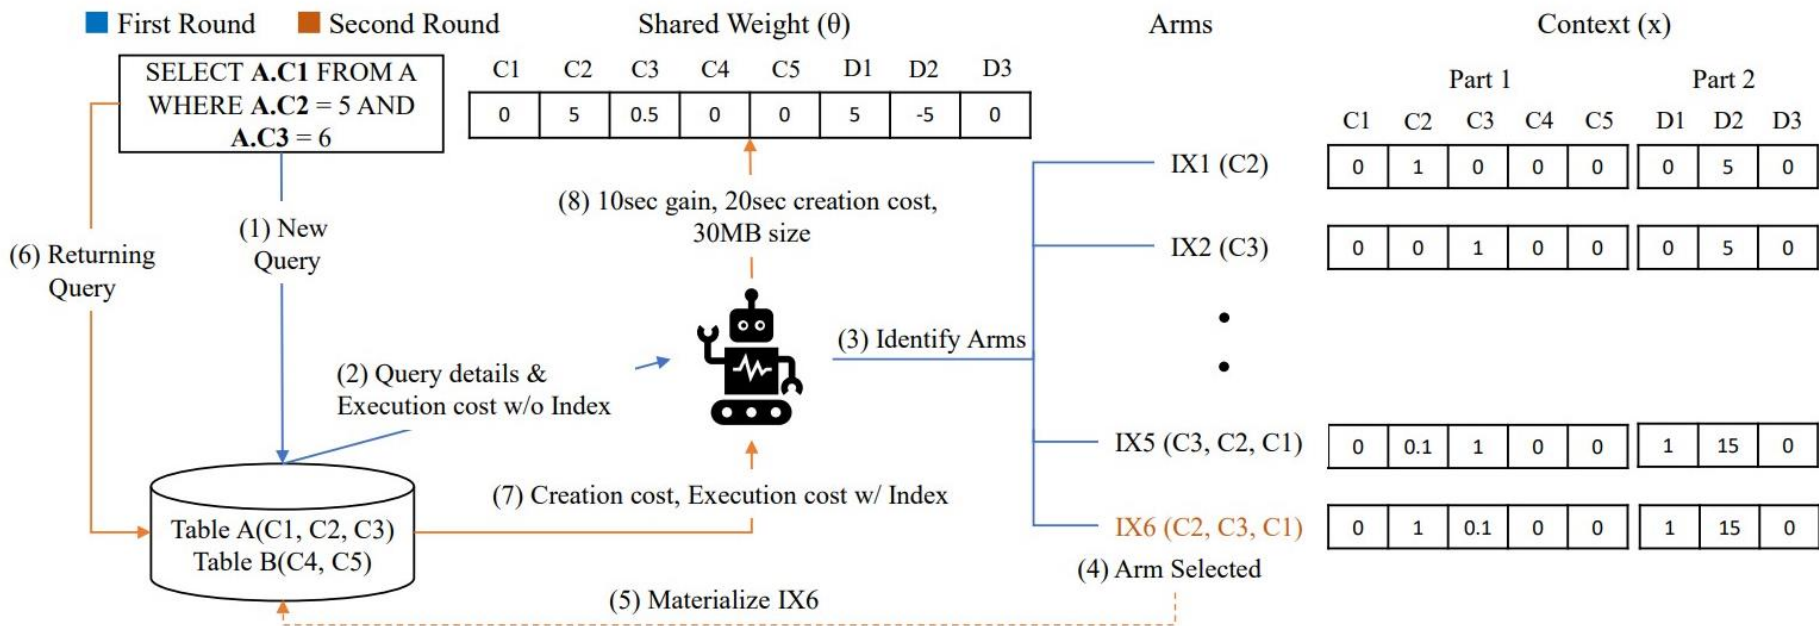 First Round
Second Round
Shared Weight (θ)
Arms
Context (x)
SELECT A.C1 FROM A
WHERE A.C2 = 5 AND
A.C3 = 6
C1 C2 C3 C4 C5 D1 D2 D3
0 5 0.5 0 0 5 -5 0
Part 1
Part 2
C1 C2 C3 C4 C5 D1 D2 D3
IX1 (C2)
0 1 0 0 0 0 5 0
IX2 (C3)
0 0 1 0 0 0 5 0
IX5 (C3, C2, C1)
0 0.1 1 0 0 1 15 0
IX6 (C2, C3, C1)
0 1 0.1 0 0 1 15 0
(1) New
Query
(6) Returning
Query
(8) 10sec gain, 20sec creation cost,
30MB size
(2) Query details &
Execution cost w/o Index
(3) Identify Arms
(7) Creation cost, Execution cost w/ Index
Table A(C1, C2, C3)
Table B(C4, C5)
(4) Arm Selected
(5) Materialize IX6